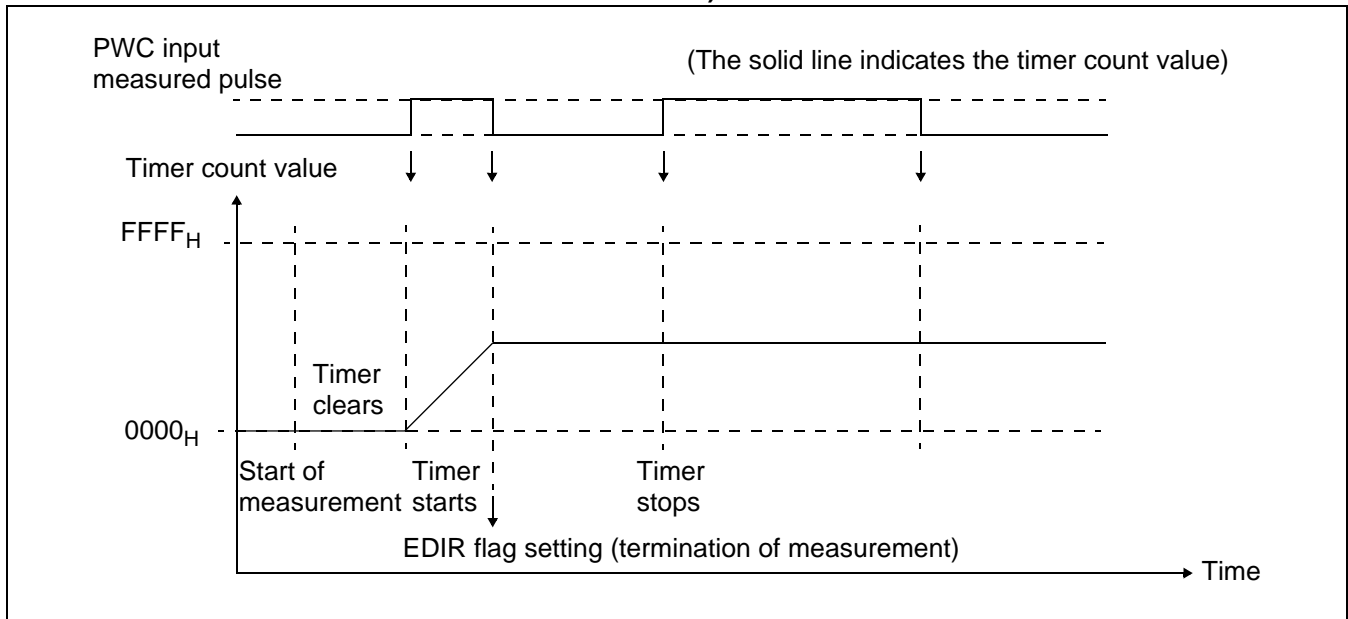 PWC input
measured pulse
(The solid line indicates the timer count value)
Timer count value
FFFFH
Timer
clears
0000H
Start of
measurement
Timer
starts
Timer
stops
EDIR flag setting (termination of measurement)
Time